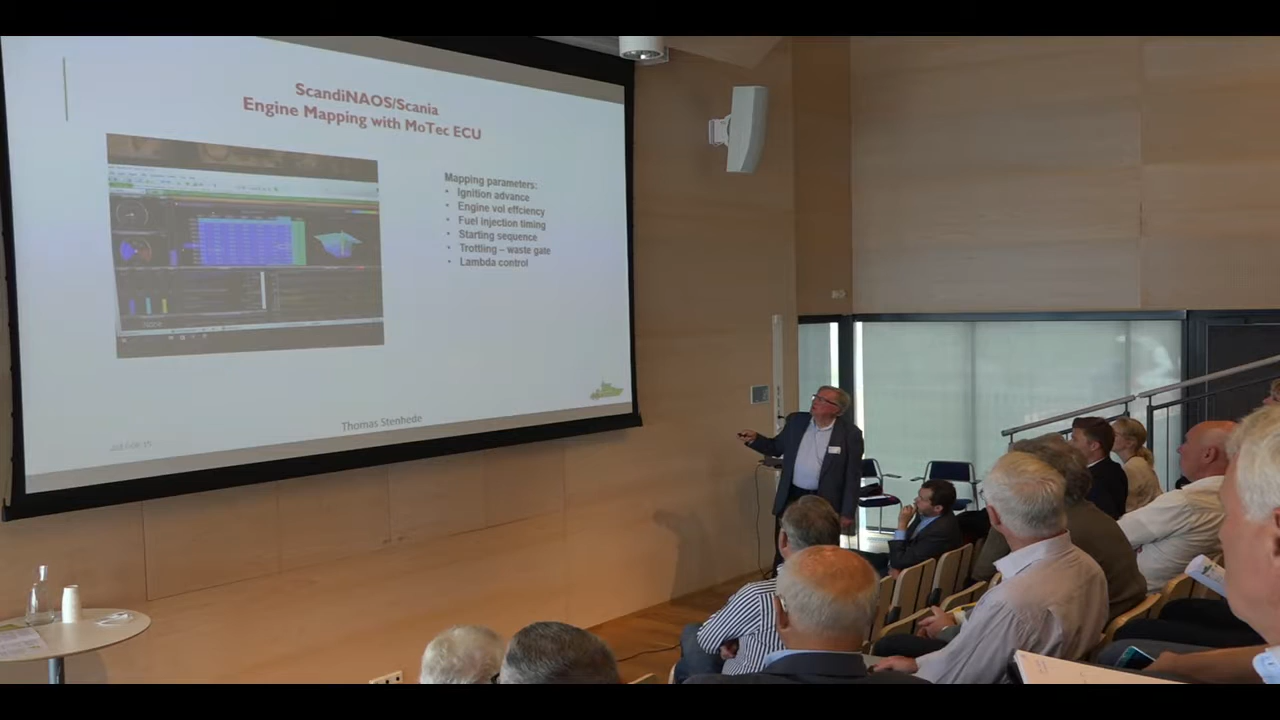 ScandiNAOS/Scania
Engine Mapping with MoTec ECU
Mapping parameters:
• Ignition advance
• Engine vol effciency
• Fuel injection timing
• Starting sequence
• Trottling – waste gate
• Lambda control
Thomas Stenhede